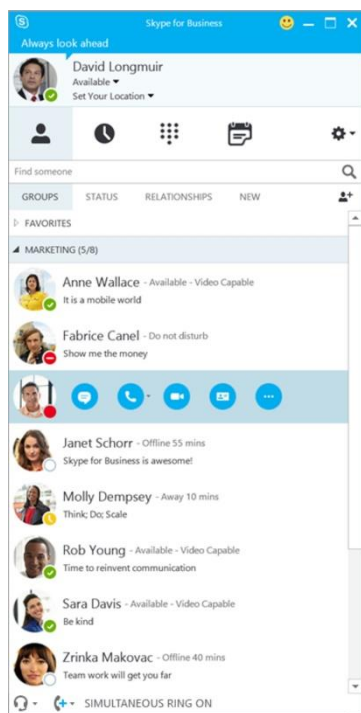 Skype for Business
Always look ahead
David Longmuir
Available
Set Your Location
Find someone
GROUPS STATUS RELATIONSHIPS NEW
FAVORITES
MARKETING (5/8)
Anne Wallace - Available - Video Capable
It is a mobile world
Fabrice Canel - Do not disturb
Show me the money
Janet Schorr - Offline 55 mins
Skype for Business is awesome!
Molly Dempsey - Away 10 mins
Think; Do; Scale
Rob Young - Available - Video Capable
Time to reinvent communication
Sara Davis - Available - Video Capable
Be kind
Zrinka Makovac - Offline 40 mins
Team work will get you far
SIMULTANEOUS RING ON